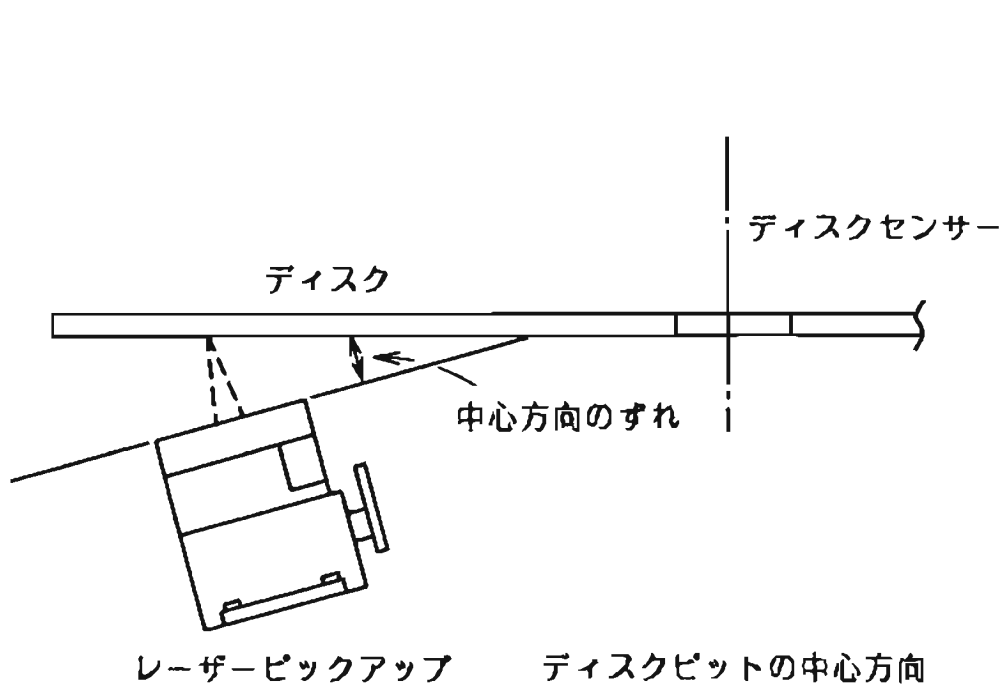 ディスクセンサー
ディスク
中心方向のずれ
レーザーピックアップ
ディスクピットの中心方向